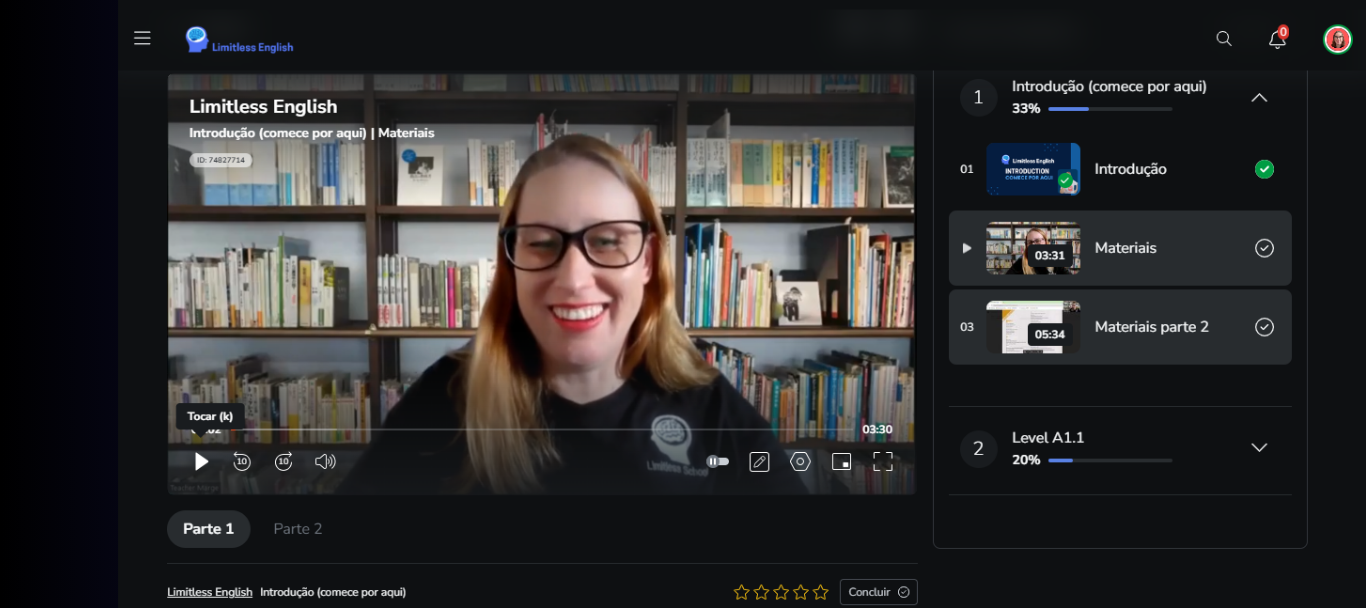 Limitless English
0
Limitless English
Introdução (comece por aqui) | Materiais
ID: 74827714
Tocar (k)
03:30
10
10
Parte 1
Parte 2
Limitless English Introdução (comece por aqui)
Concluir
1
Introdução (comece por aqui)
33%
01
Limitless English
INTRODUCTION
COMECE POR AQUI
Introdução
03:31
Materiais
03
05:34
Materiais parte 2
2
Level A1.1
20%